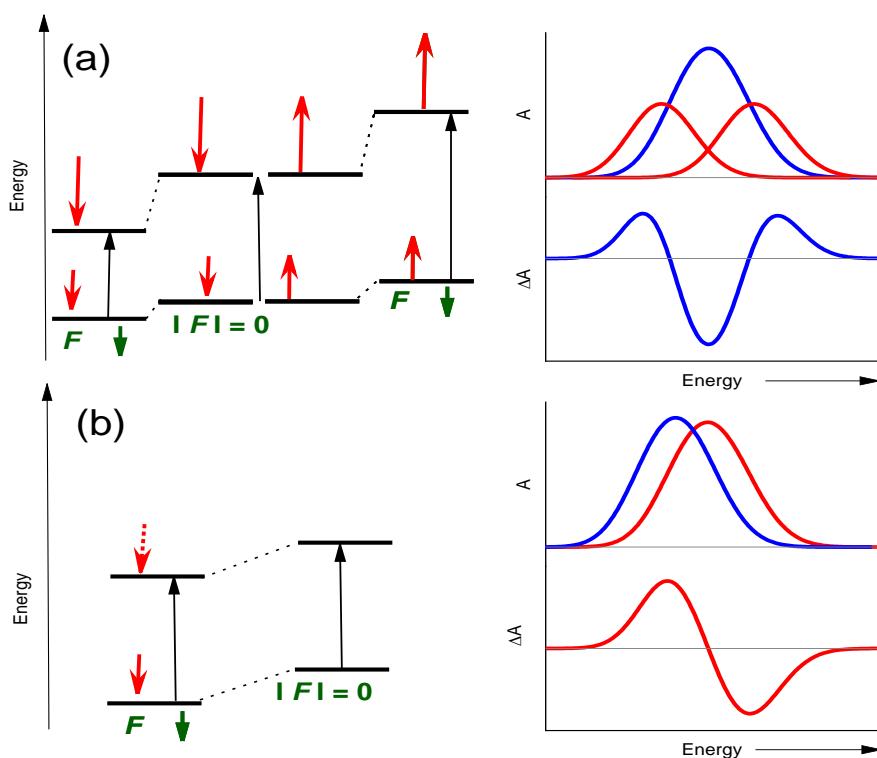 (a)
Energy
F
I F I = 0
F
A
ΔA
Energy
(b)
Energy
F
I F I = 0
A
ΔA
Energy